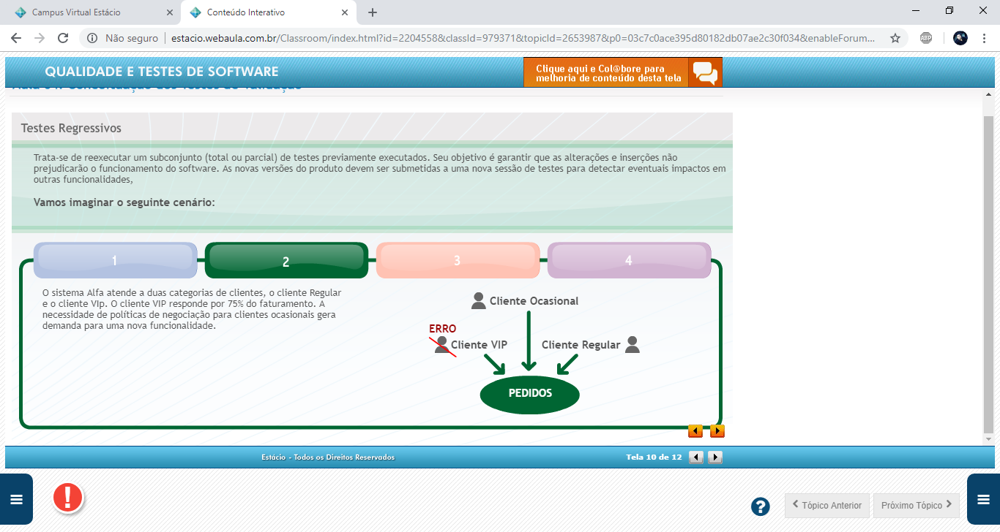 Campus Virtual Estácio
Conteúdo Interativo
Não seguro
estacio.webaula.com.br/Classroom/index.html?id=2204558&classId=979371&topicId=2653987&p0=03c7c0ace395d80182db07ae2c30f034&enableForum...
ABP
QUALIDADE E TESTES DE SOFTWARE
Clique aqui e Col@bore para
melhoria de conteúdo desta tela
Testes Regressivos
Trata-se de reexecutar um subconjunto (total ou parcial) de testes previamente executados. Seu objetivo é garantir que as alterações e inserções não
prejudicarão o funcionamento do software. As novas versões do produto devem ser submetidas a uma nova sessão de testes para detectar eventuais impactos em
outras funcionalidades,
Vamos imaginar o seguinte cenário:
1
2
3
4
O sistema Alfa atende a duas categorias de clientes, o cliente Regular
e o cliente VIp. O cliente VIP responde por 75% do faturamento. A
necessidade de políticas de negociação para clientes ocasionais gera
demanda para uma nova funcionalidade.
Cliente Ocasional
ERRO
Cliente VIP
Cliente Regular
PEDIDOS
Estácio - Todos os Direitos Reservados
Tela 10 de 12
Tópico Anterior
Próximo Tópico